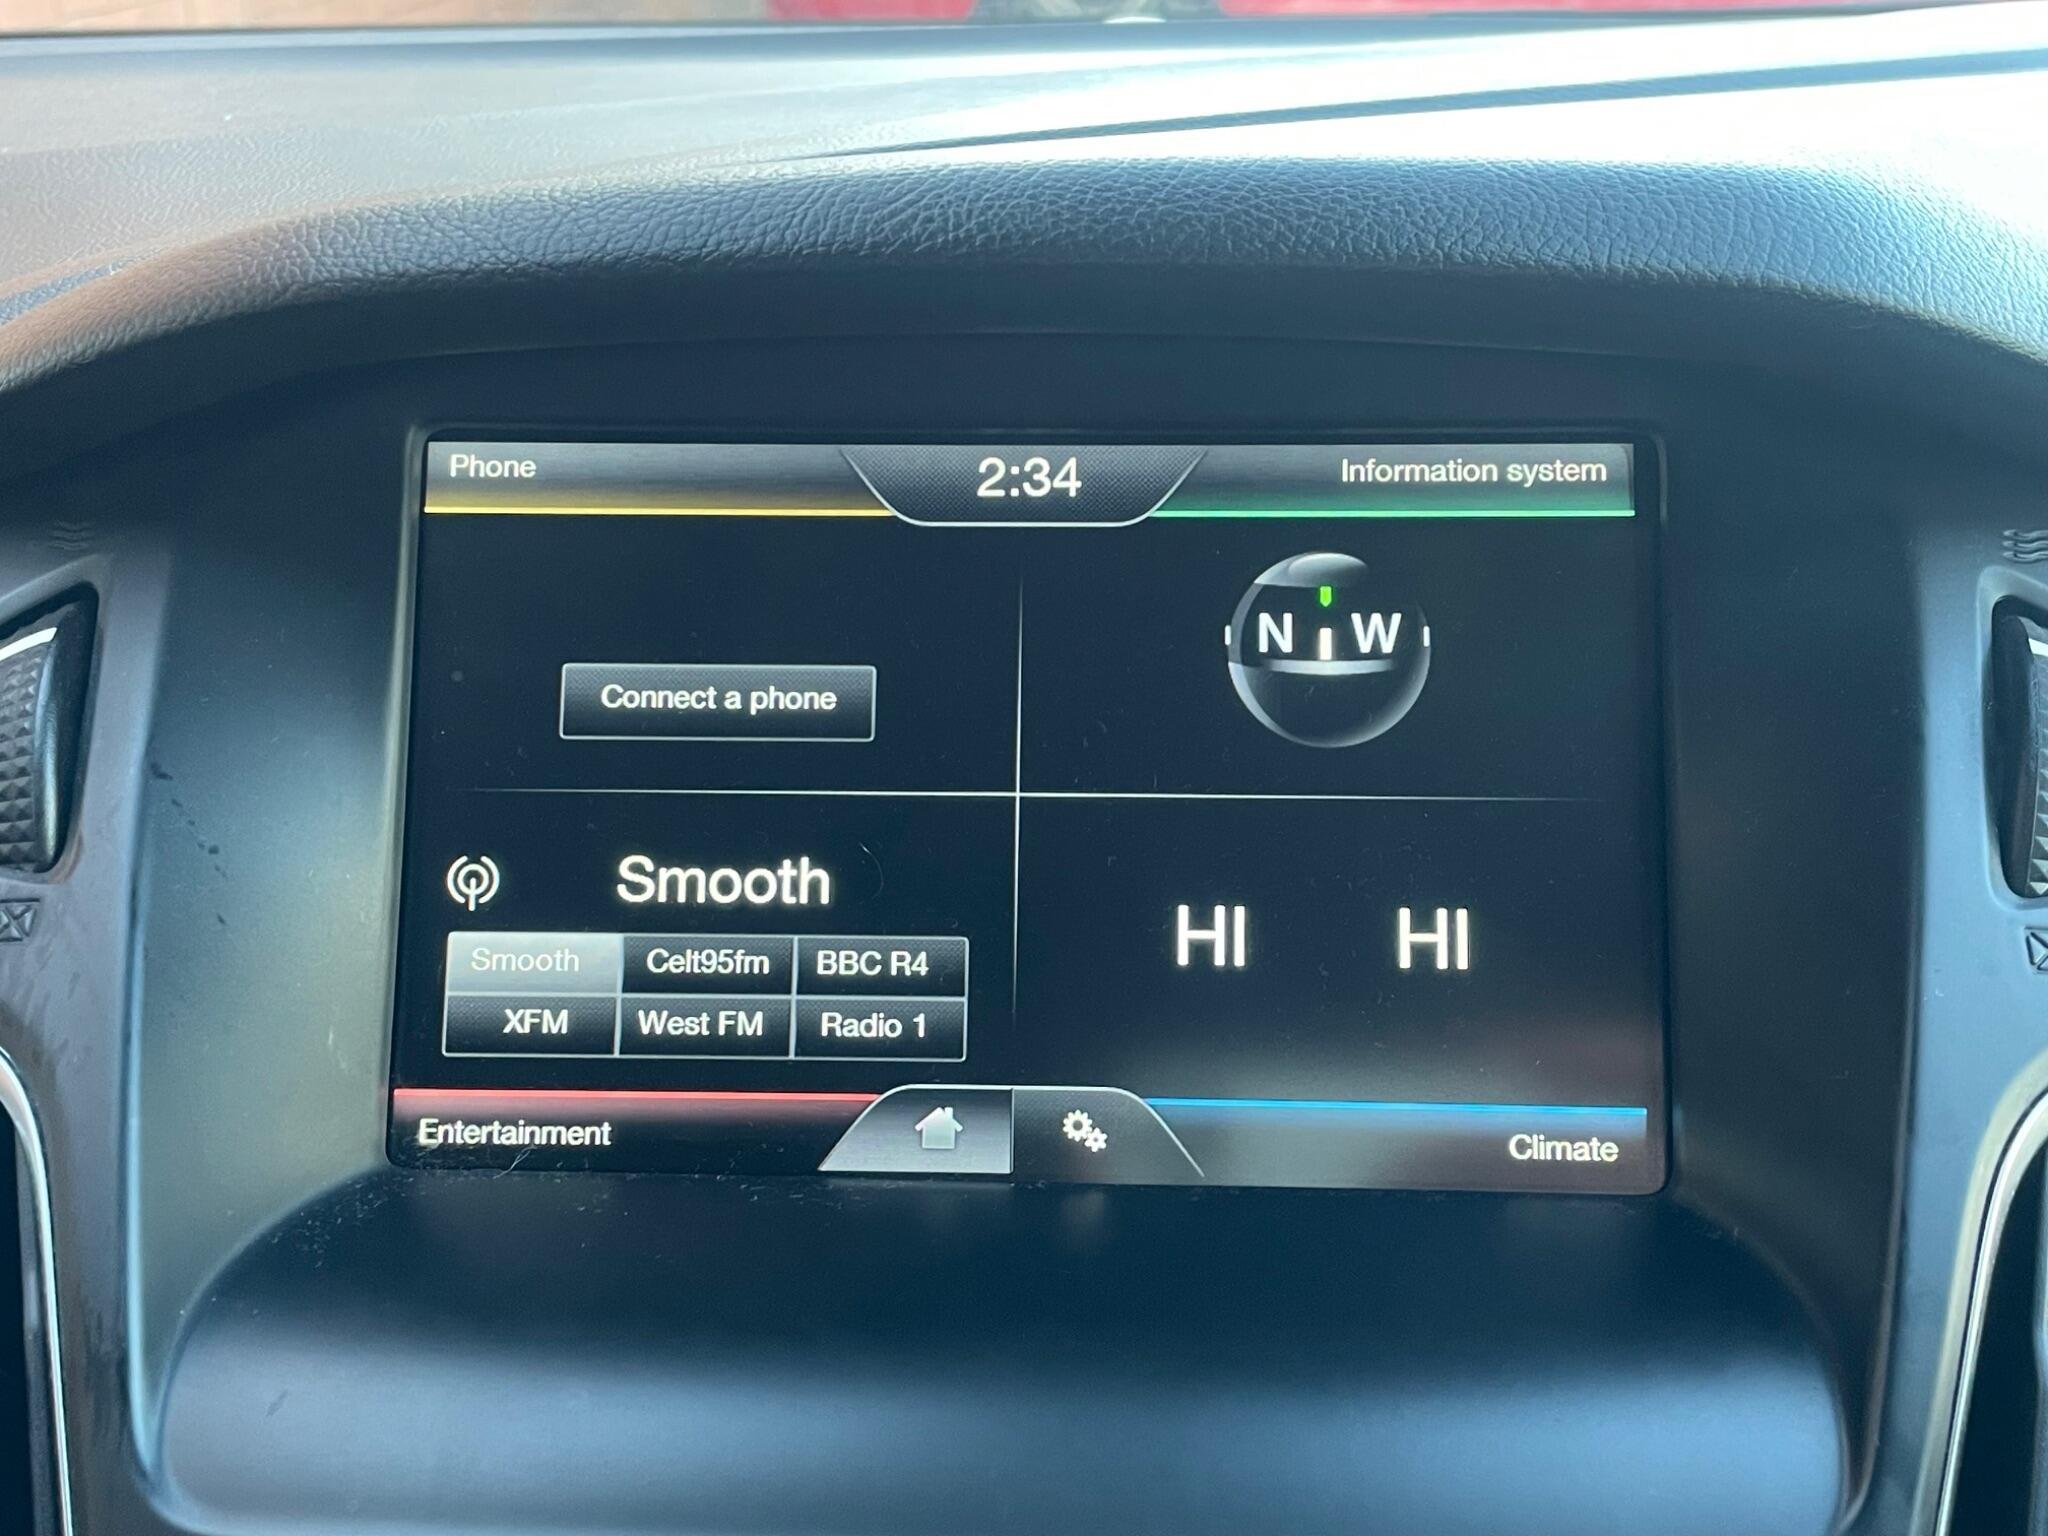 Phone
2:34
Information system
N W
Connect a phone
Smooth
Smooth Celt95fm BBC R4
XFM West FM Radio 1
HI HI
Entertainment
Climate